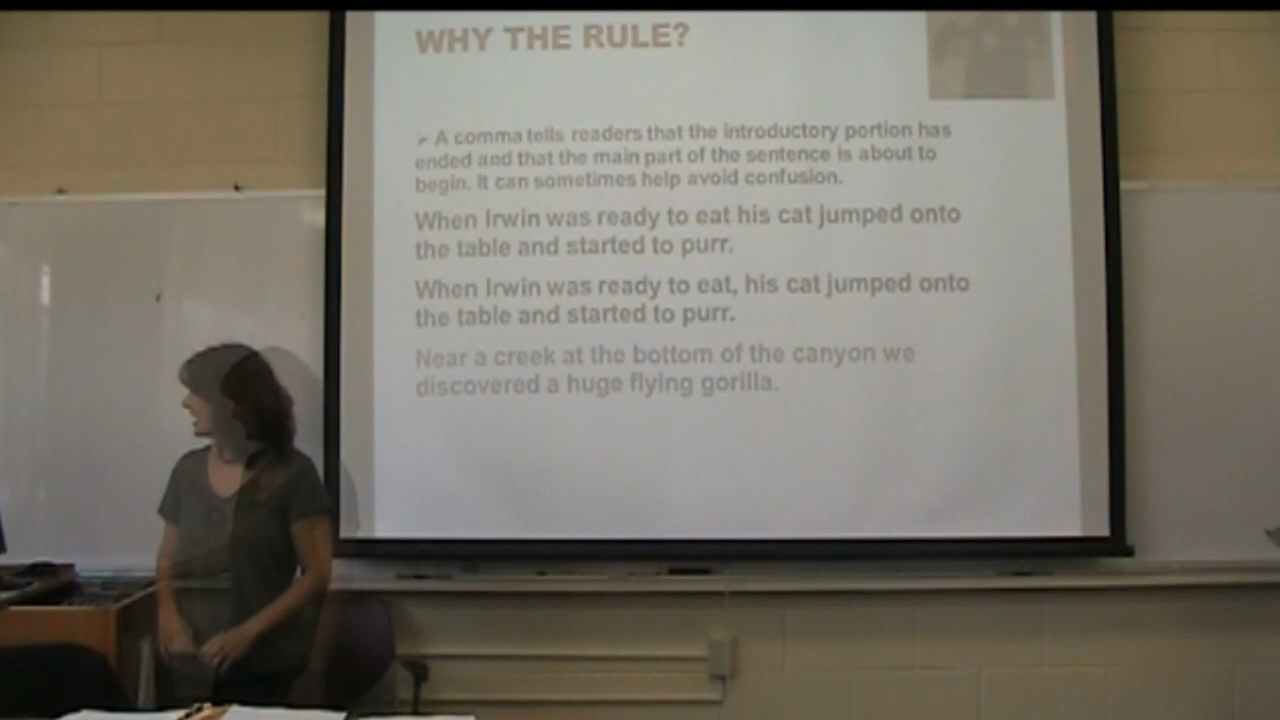 WHY THE RULE?
➢ A comma tells readers that the introductory portion has
ended and that the main part of the sentence is about to
begin. It can sometimes help avoid confusion.
When Irwin was ready to eat his cat jumped onto
the table and started to purr.
When Irwin was ready to eat, his cat jumped onto
the table and started to purr.
Near a creek at the bottom of the canyon we
discovered a huge flying gorilla.